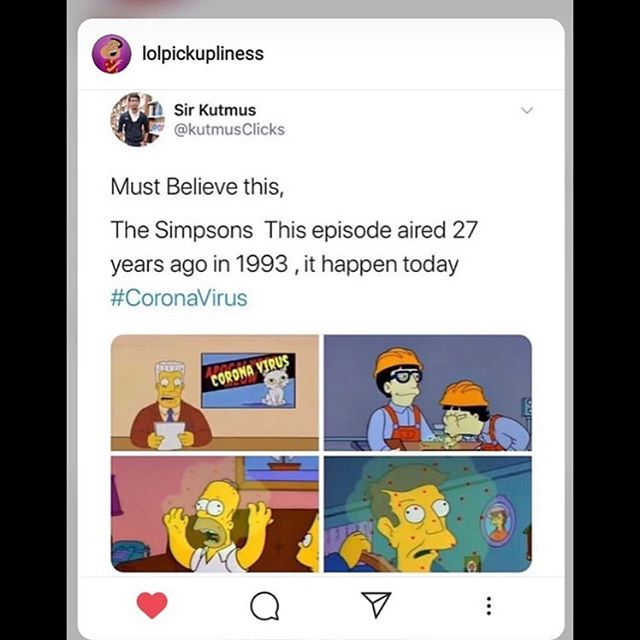 lolpickupliness
Sir Kutmus
@kutmusClicks
Must Believe this,
The Simpsons This episode aired 27
years ago in 1993 , it happen today
#CoronaVirus
CORONA VIRUS